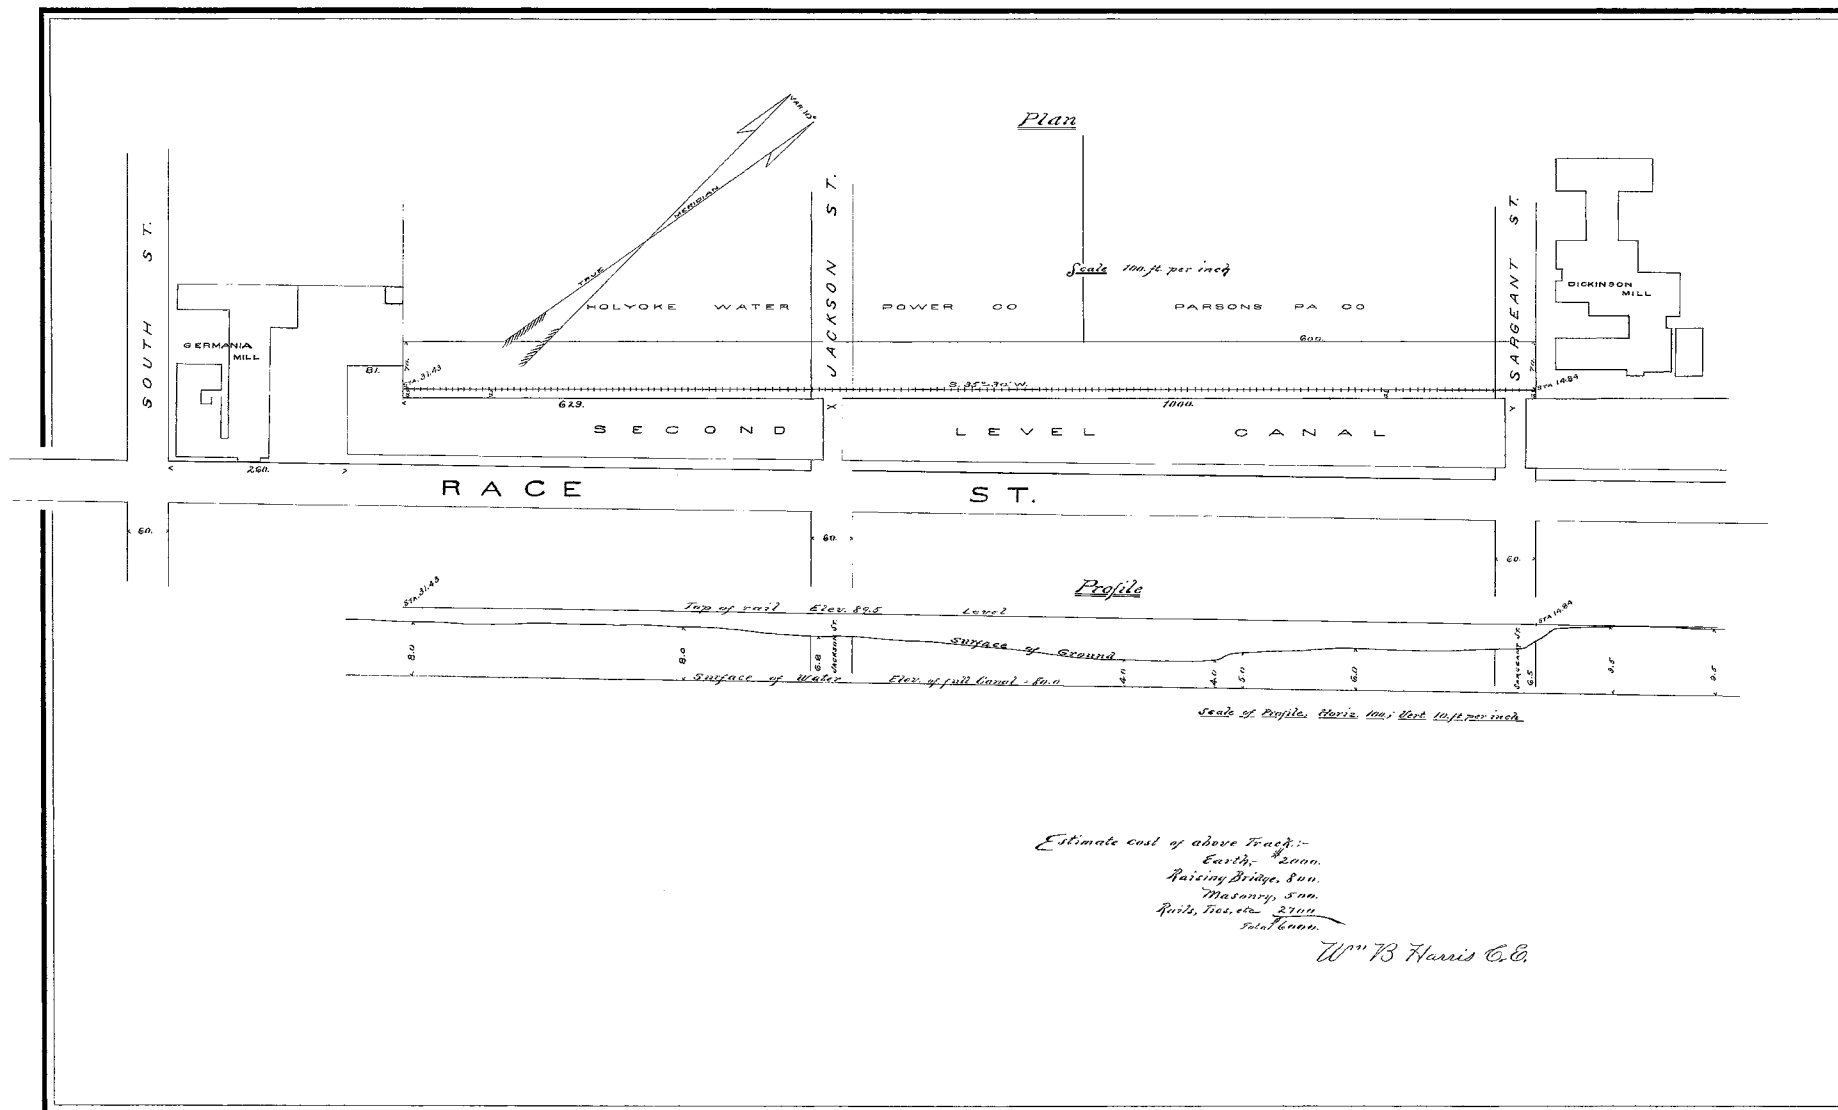 Plan
VAR. 10°
TRUE MERIDIAN
Scale 100. ft. per inch
SOUTH ST.
JACKSON ST.
SARGEANT ST.
HOLYOKE WATER POWER CO
PARSONS PA CO
GERMANIA MILL
DICKINSON MILL
600.
81.
70.
70.
STA. 31.43
S. 35°-30' W.
STA 14.84
629.
1000.
X
Y
SECOND LEVEL CANAL
260.
RACE ST.
60.
60.
60.
Profile
STA. 31.43
Top of rail Elev. 89.5 Level
STA 14.84
Surface of Ground
8.0
8.0
6.8
JACKSON ST.
4.0
4.0
5.0
6.0
SARGEANT ST.
6.5
9.5
9.5
Surface of Water Elev. of full Canal - 80.0
Scale of Profile, Horiz. 100; Vert. 10. ft per inch
Estimate cost of above Track:-
Earth,- $2000.
Raising Bridge, 800.
Masonry, 500.
Rails, Ties, etc 2700
Total $6000.
Wm B Harris C.E.